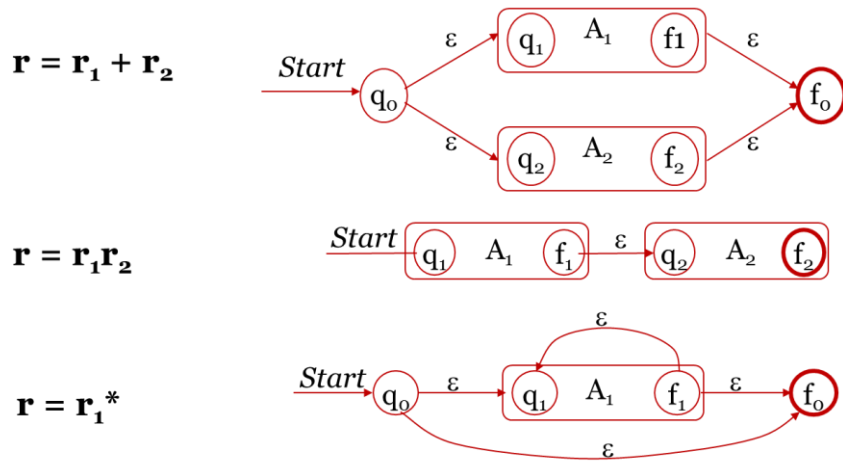 r = r₁ + r₂
Start
q₀
ε
ε
q₁ A₁ f1
q₂ A₂ f₂
ε
ε
f₀
r = r₁r₂
Start
q₁ A₁ f₁ ε q₂ A₂ f₂
r = r₁*
ε
Start q₀ ε q₁ A₁ f₁ ε f₀
ε